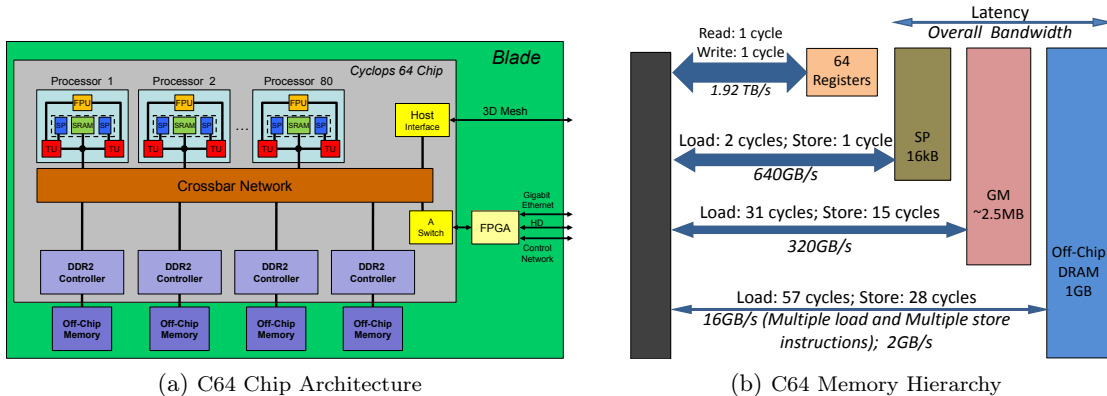 Blade
Cyclops 64 Chip
Processor 1
Processor 2
Processor 80
FPU
FPU
FPU
SP
SRAM
SP
SP
SRAM
SP
...
SP
SRAM
SP
TU
TU
TU
TU
TU
TU
Host
Interface
3D Mesh
Crossbar Network
A
Switch
FPGA
Gigabit
Ethernet
HD
Control
Network
DDR2
Controller
DDR2
Controller
DDR2
Controller
DDR2
Controller
Off-Chip
Memory
Off-Chip
Memory
Off-Chip
Memory
Off-Chip
Memory
(a) C64 Chip Architecture
Latency
Overall Bandwidth
Read: 1 cycle
Write: 1 cycle
1.92 TB/s
64
Registers
Load: 2 cycles; Store: 1 cycle
640GB/s
SP
16kB
Load: 31 cycles; Store: 15 cycles
320GB/s
GM
~2.5MB
Load: 57 cycles; Store: 28 cycles
16GB/s (Multiple load and Multiple store
instructions); 2GB/s
Off-Chip
DRAM
1GB
(b) C64 Memory Hierarchy